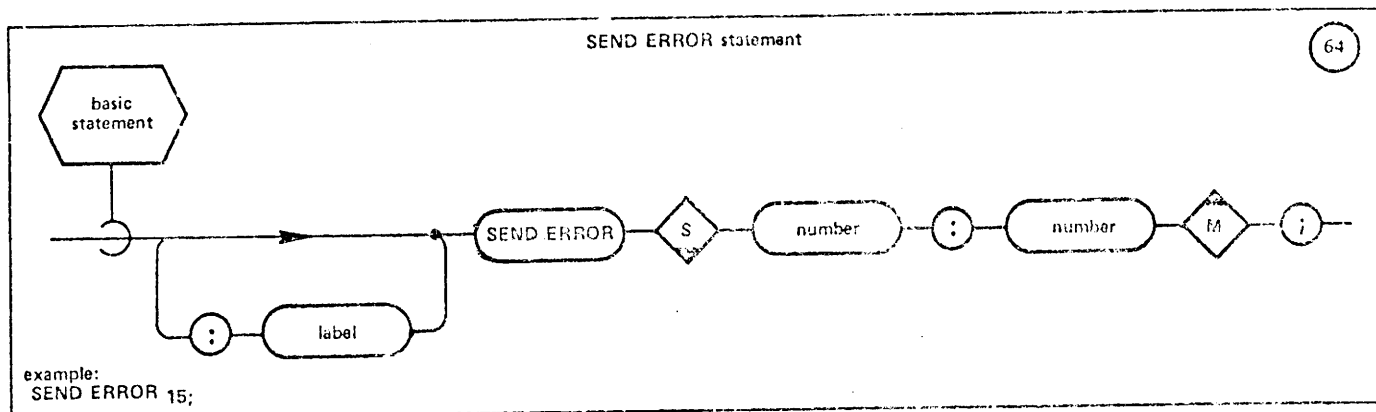 SEND ERROR statement
64
basic
statement
SEND ERROR
S
number
:
number
M
;
:
label
example:
SEND ERROR 15;